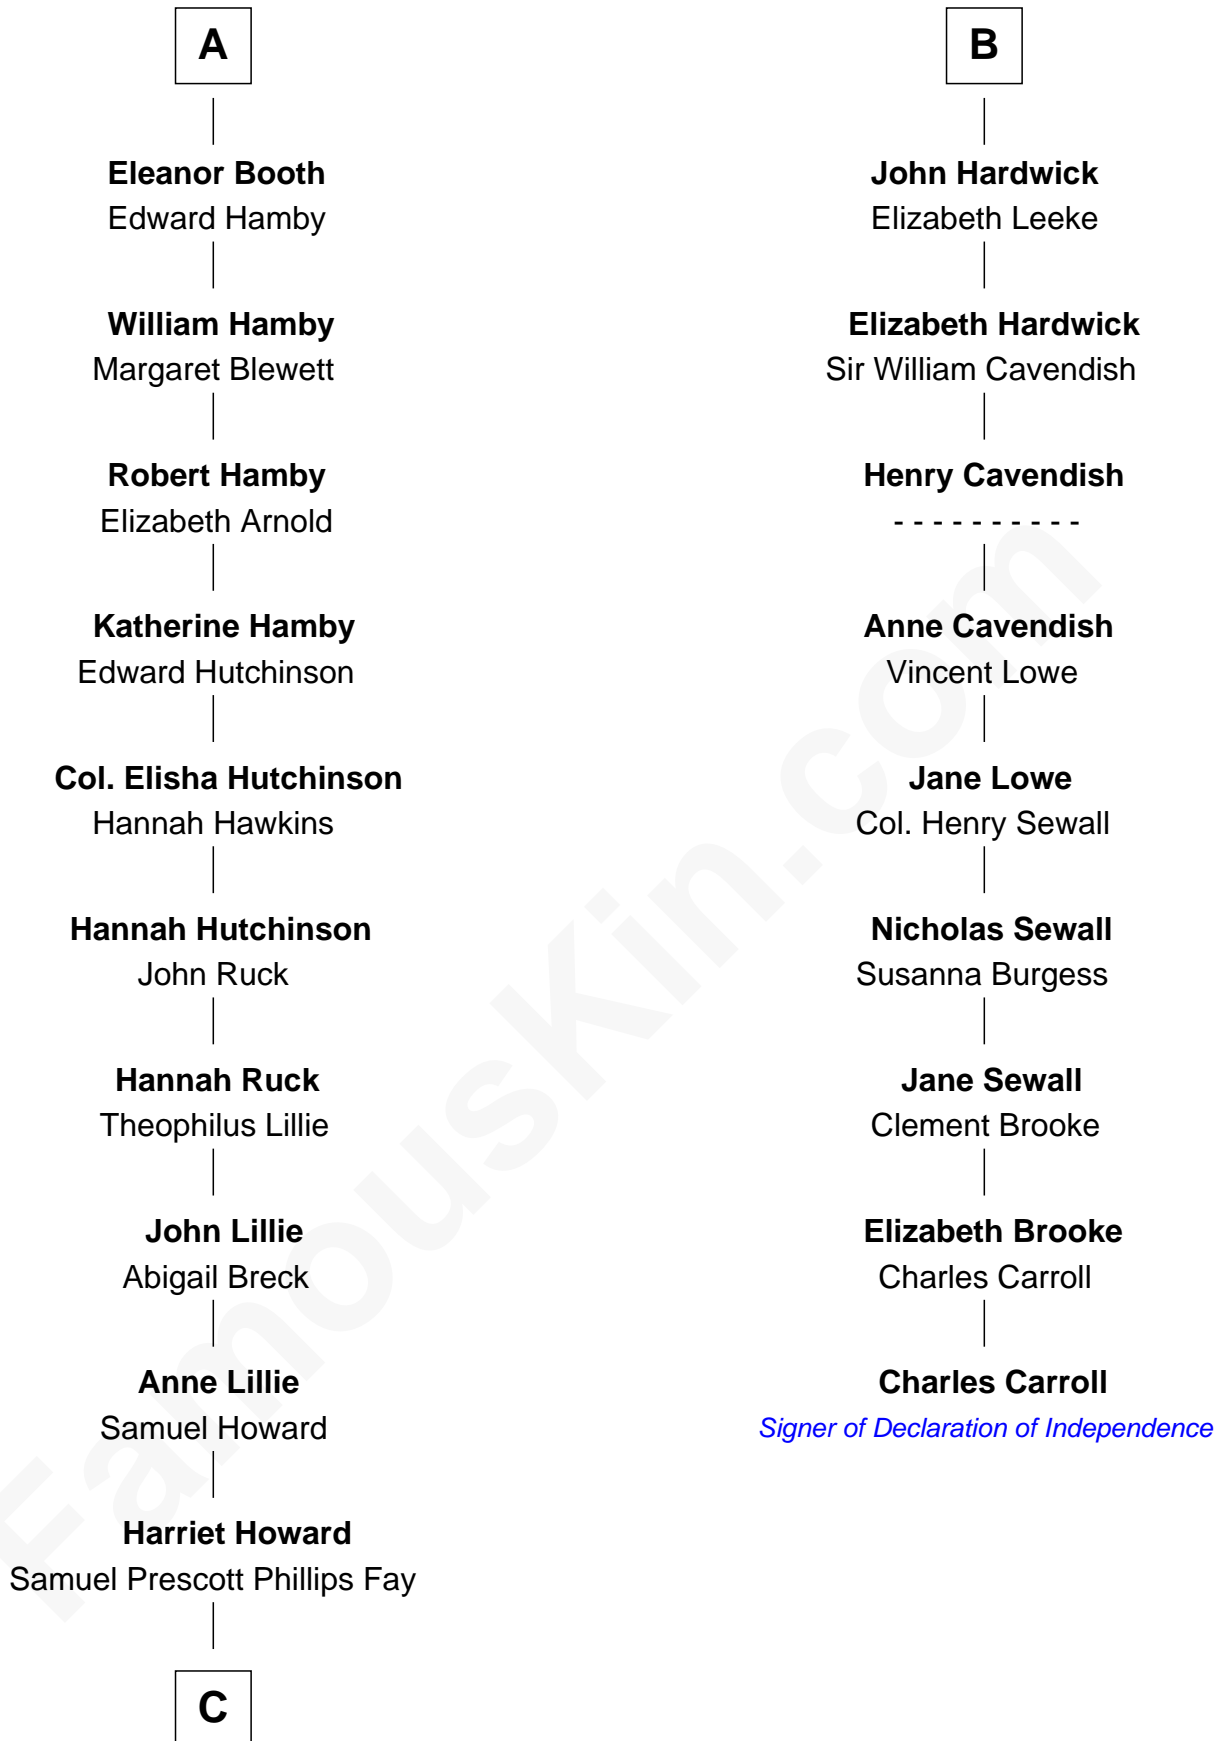 A
Eleanor Booth
Edward Hamby
William Hamby
Margaret Blewett
Robert Hamby
Elizabeth Arnold
Katherine Hamby
Edward Hutchinson
Col. Elisha Hutchinson
Hannah Hawkins
Hannah Hutchinson
John Ruck
Hannah Ruck
Theophilus Lillie
John Lillie
Abigail Breck
Anne Lillie
Samuel Howard
Harriet Howard
Samuel Prescott Phillips Fay
C
B
John Hardwick
Elizabeth Leeke
Elizabeth Hardwick
Sir William Cavendish
Henry Cavendish
- - - - - - - - - -
Anne Cavendish
Vincent Lowe
Jane Lowe
Col. Henry Sewall
Nicholas Sewall
Susanna Burgess
Jane Sewall
Clement Brooke
Elizabeth Brooke
Charles Carroll
Charles Carroll
Signer of Declaration of Independence
FamousKin.com